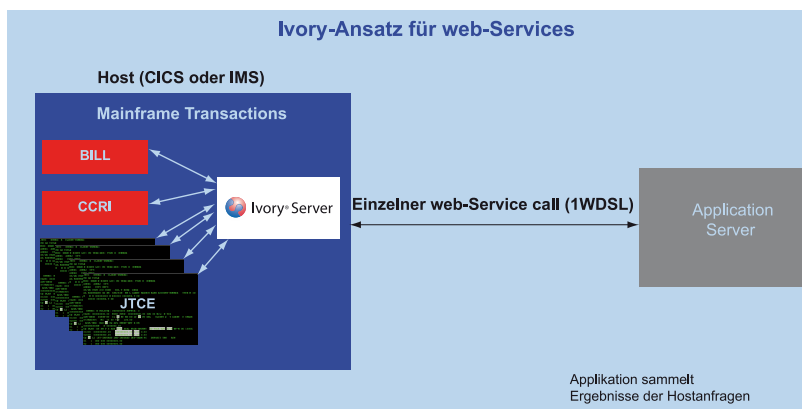 Ivory-Ansatz für web-Services
Host (CICS oder IMS)
Mainframe Transactions
BILL
CCRI
Ivory® Server
JTCE
Einzelner web-Service call (1WDSL)
Application
Server
Applikation sammelt
Ergebnisse der Hostanfragen